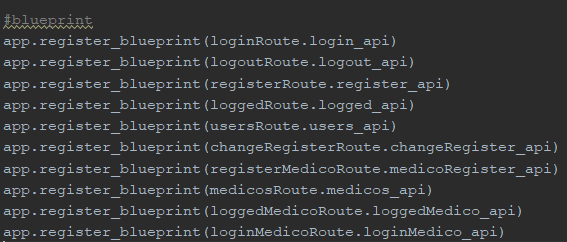 #blueprint
app.register_blueprint(loginRoute.login_api)
app.register_blueprint(logoutRoute.logout_api)
app.register_blueprint(registerRoute.register_api)
app.register_blueprint(loggedRoute.logged_api)
app.register_blueprint(usersRoute.users_api)
app.register_blueprint(changeRegisterRoute.changeRegister_api)
app.register_blueprint(registerMedicoRoute.medicoRegister_api)
app.register_blueprint(medicosRoute.medicos_api)
app.register_blueprint(loggedMedicoRoute.loggedMedico_api)
app.register_blueprint(loginMedicoRoute.loginMedico_api)